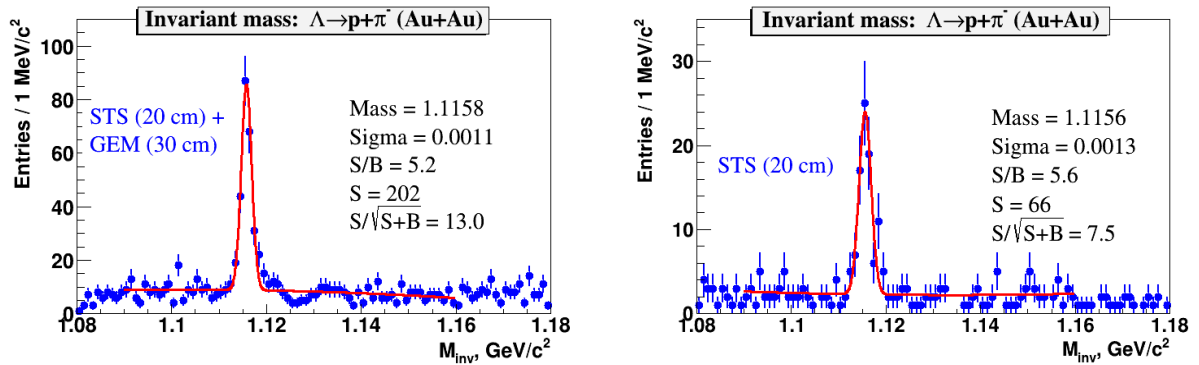 Invariant mass: Λ→p+π⁻ (Au+Au)
Entries / 1 MeV/c²
100
80
60
40
20
0
STS (20 cm) +
GEM (30 cm)
Mass = 1.1158
Sigma = 0.0011
S/B = 5.2
S = 202
S/√S+B = 13.0
1.08 1.1 1.12 1.14 1.16 1.18
M_inv, GeV/c²
Invariant mass: Λ→p+π⁻ (Au+Au)
Entries / 1 MeV/c²
30
20
10
0
STS (20 cm)
Mass = 1.1156
Sigma = 0.0013
S/B = 5.6
S = 66
S/√S+B = 7.5
1.08 1.1 1.12 1.14 1.16 1.18
M_inv, GeV/c²